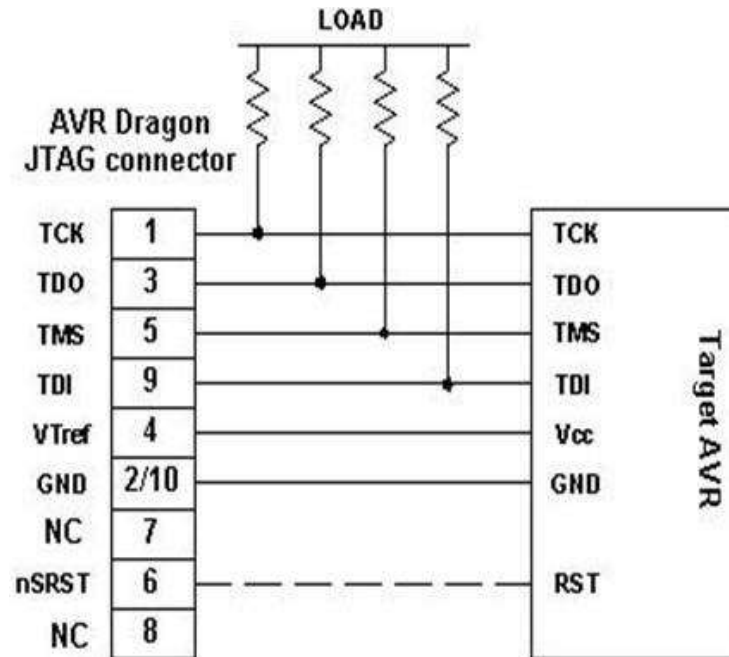 LOAD
AVR Dragon
JTAG connector
TCK 1 TCK
TDO 3 TDO
TMS 5 TMS
TDI 9 TDI
VTref 4 Vcc
GND 2/10 GND
NC 7
nSRST 6 RST
NC 8
Target AVR